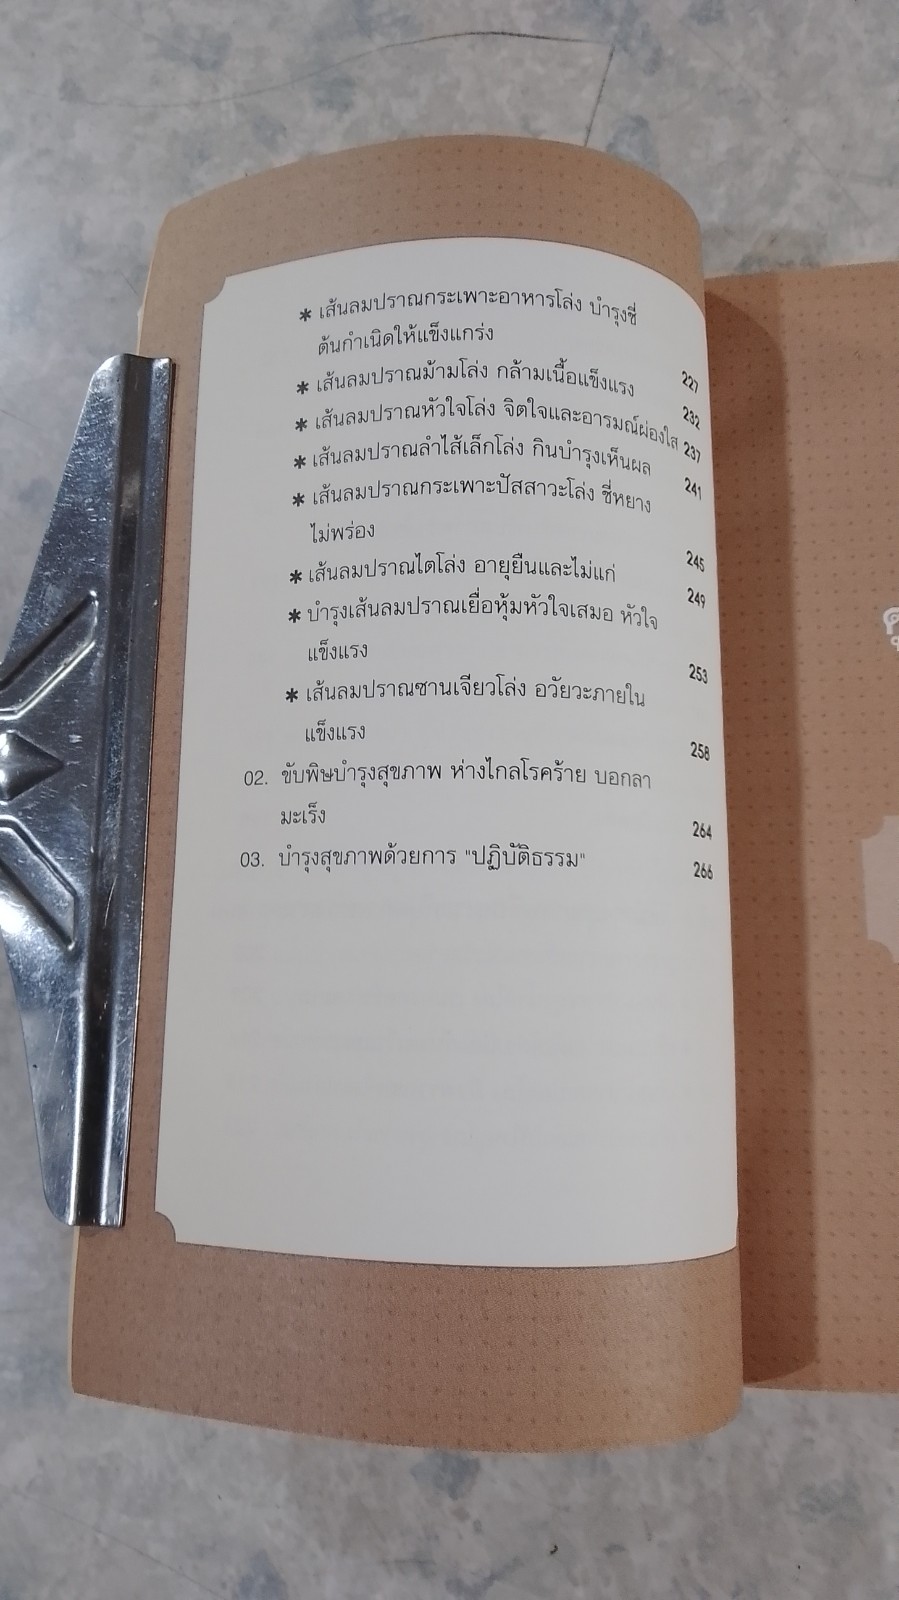 * เส้นลมปราณกระเพาะอาหารโล่ง บำรุงชี่
ต้นกำเนิดให้แข็งแกร่ง 227
* เส้นลมปราณม้ามโล่ง กล้ามเนื้อแข็งแรง 232
* เส้นลมปราณหัวใจโล่ง จิตใจและอารมณ์ผ่องใส 237
* เส้นลมปราณลำไส้เล็กโล่ง กินบำรุงเห็นผล 241
* เส้นลมปราณกระเพาะปัสสาวะโล่ง ชี่หยาง
ไม่พร่อง 245
* เส้นลมปราณไตโล่ง อายุยืนและไม่แก่ 249
* บำรุงเส้นลมปราณเยื่อหุ้มหัวใจเสมอ หัวใจ
แข็งแรง 253
* เส้นลมปราณซานเจียวโล่ง อวัยวะภายใน
แข็งแรง 258
02. ขับพิษบำรุงสุขภาพ ห่างไกลโรคร้าย บอกลา
มะเร็ง 264
03. บำรุงสุขภาพด้วยการ "ปฏิบัติธรรม" 266